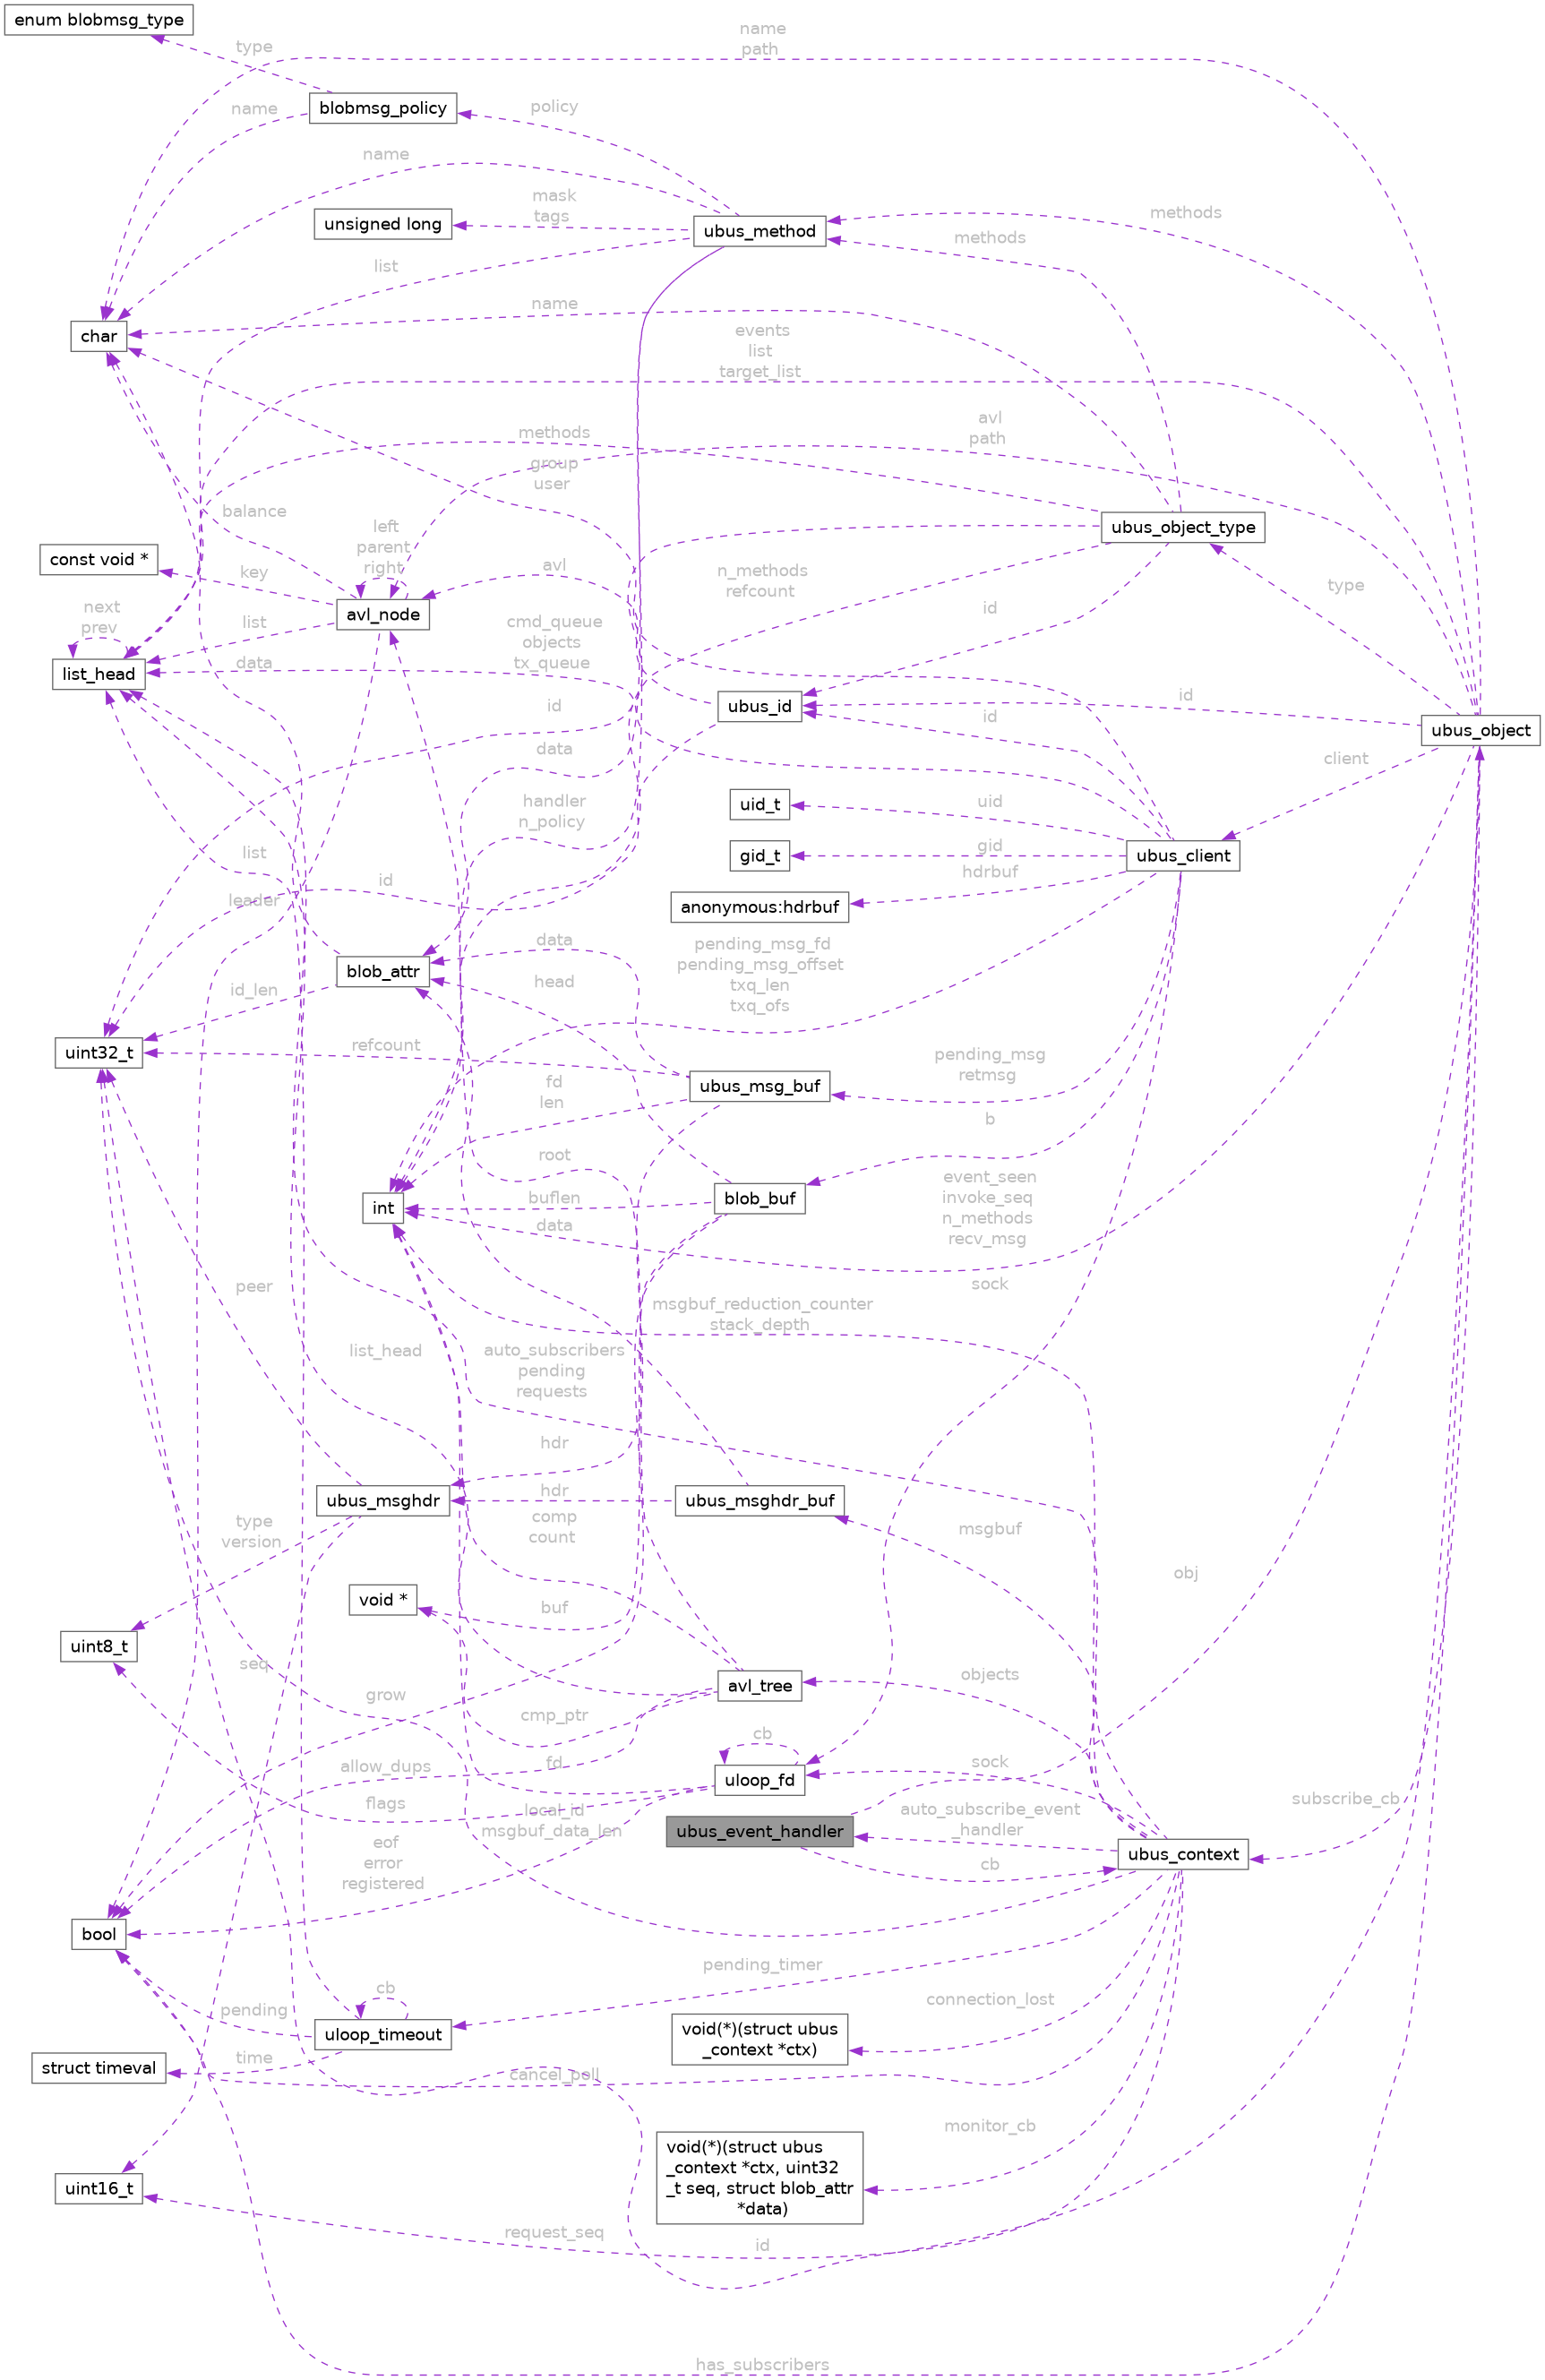 enum blobmsg_type
name
path
type
blobmsg_policy
policy
name
name
mask
tags
unsigned long
ubus_method
methods
methods
list
name
char
events
list
target_list
methods
avl
path
group
user
balance
left
parent
right
ubus_object_type
const void *
key
avl
n_methods
refcount
type
avl_node
id
next
prev
list
cmd_queue
objects
tx_queue
list_head
data
ubus_id
id
id
id
ubus_object
data
client
uid_t
uid
handler
n_policy
gid_t
gid
ubus_client
list
hdrbuf
id
leader
anonymous:hdrbuf
data
pending_msg_fd
pending_msg_offset
txq_len
txq_ofs
blob_attr
head
id_len
uint32_t
refcount
pending_msg
retmsg
ubus_msg_buf
fd
len
b
root
event_seen
invoke_seq
n_methods
recv_msg
blob_buf
buflen
int
data
peer
sock
msgbuf_reduction_counter
stack_depth
list_head
auto_subscribers
pending
requests
hdr
ubus_msghdr
hdr
ubus_msghdr_buf
type
version
comp
count
msgbuf
obj
void *
buf
uint8_t
seq
objects
avl_tree
grow
cmp_ptr
cb
allow_dups
fd
sock
uloop_fd
subscribe_cb
flags
local_id
msgbuf_data_len
ubus_event_handler
auto_subscribe_event
_handler
eof
error
registered
cb
ubus_context
bool
pending_timer
cb
pending
connection_lost
uloop_timeout
void(*)(struct ubus
_context *ctx)
struct timeval
time
cancel_poll
monitor_cb
void(*)(struct ubus
_context *ctx, uint32
_t seq, struct blob_attr
*data)
uint16_t
request_seq
id
has_subscribers